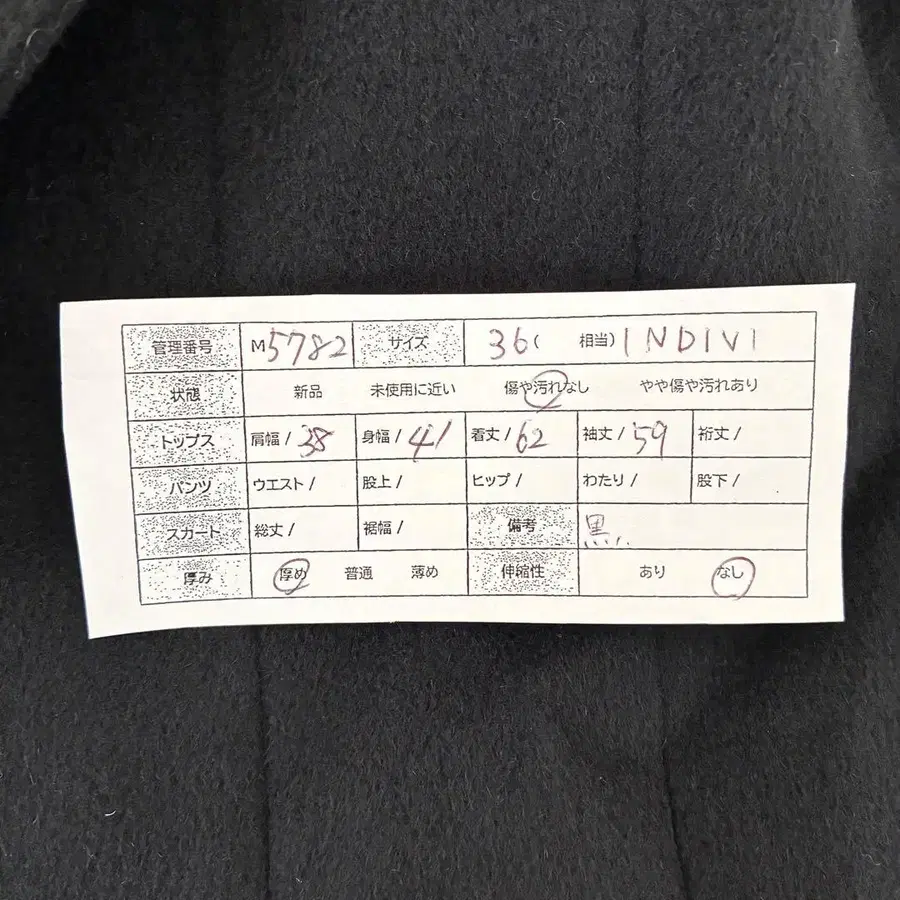 管理番号 M5782 サイズ 36( 相当) INDIVI
状態 新品 未使用に近い 傷や汚れなし やや傷や汚れあり
トップス 肩幅/38 身幅/41 着丈/62 袖丈/59 裄丈/
パンツ ウエスト/ 股上/ ヒップ/ わたり/ 股下/
スカート 総丈/ 裾幅/ 備考 黒.
厚み 厚め 普通 薄め 伸縮性 あり なし